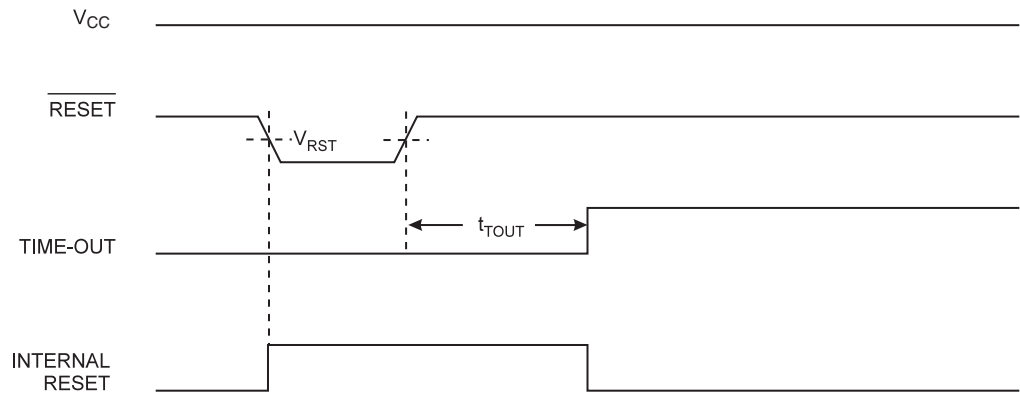 VCC
RESET
VRST
tTOUT
TIME-OUT
INTERNAL
RESET